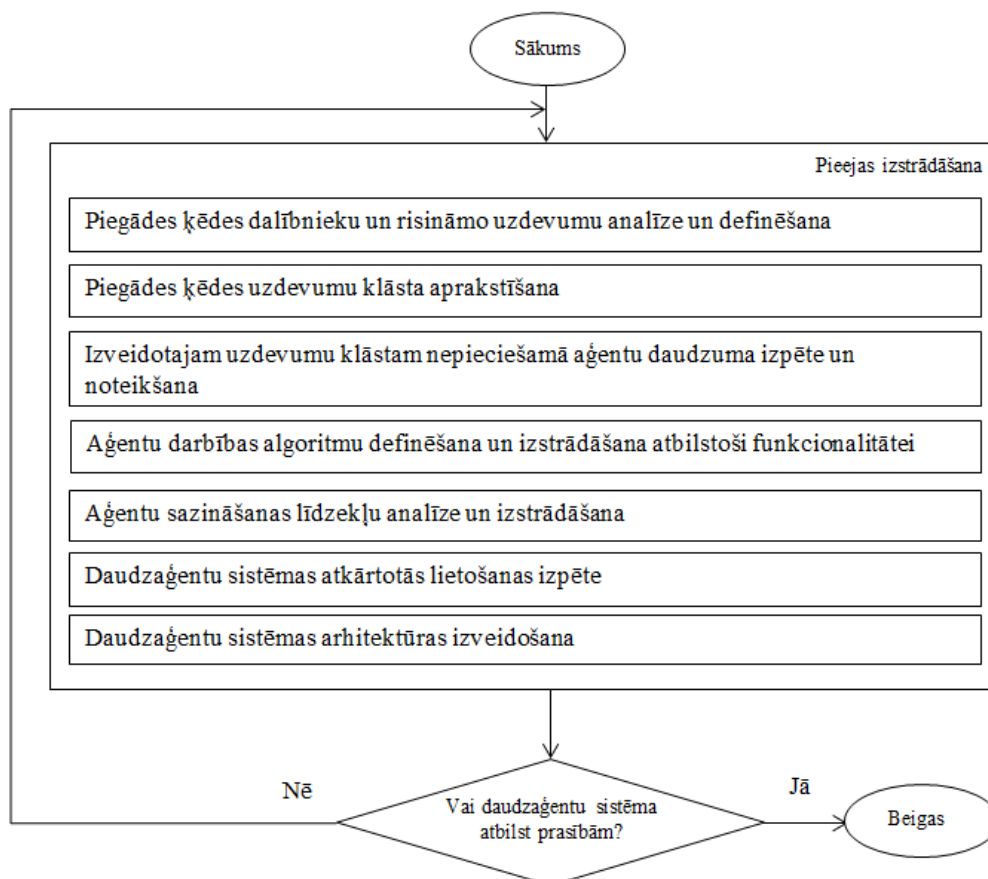 Sākums
Pieejas izstrādāšana
Piegādes ķēdes dalībnieku un risināmo uzdevumu analīze un definēšana
Piegādes ķēdes uzdevumu klāsta aprakstīšana
Izveidotajam uzdevumu klāstam nepieciešamā aģentu daudzuma izpēte un
noteikšana
Aģentu darbības algoritmu definēšana un izstrādāšana atbilstoši funkcionalitātei
Aģentu sazināšanas līdzekļu analīze un izstrādāšana
Daudzaģentu sistēmas atkārtotās lietošanas izpēte
Daudzaģentu sistēmas arhitektūras izveidošana
Nē
Vai daudzaģentu sistēma
atbilst prasībām?
Jā
Beigas